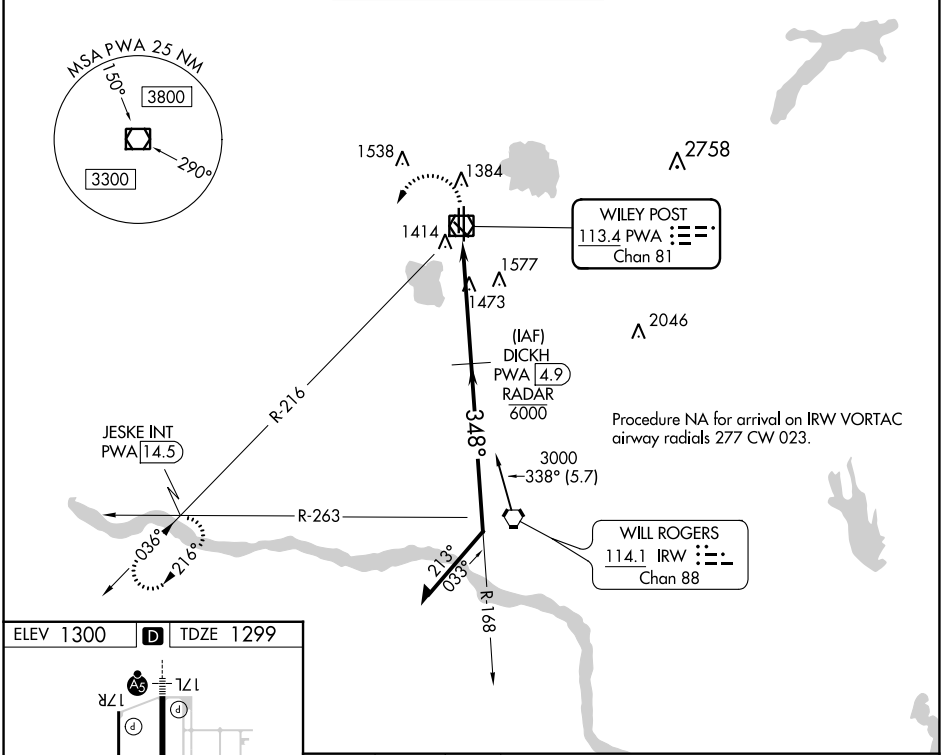 MSA PWA 25 NM
150°
3800
290°
3300
1538
1384
2758
1414
WILEY POST
113.4 PWA
Chan 81
1577
1473
2046
(IAF)
DICKH
PWA 4.9
RADAR
6000
R-216
348°
Procedure NA for arrival on IRW VORTAC
airway radials 277 CW 023.
JESKE INT
PWA 14.5
3000
338° (5.7)
R-263
036°
216°
WILL ROGERS
114.1 IRW
Chan 88
213°
033°
R-168
ELEV 1300 D TDZE 1299
A5
17L
17R
P
P